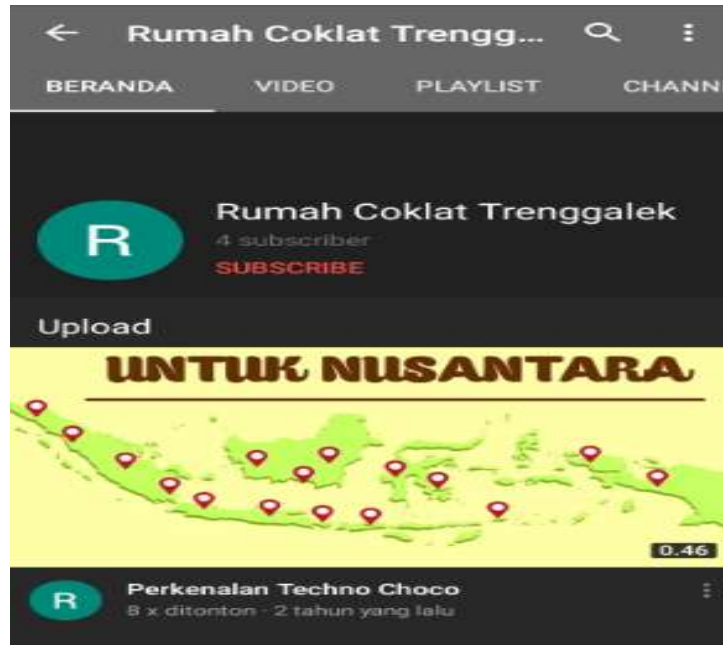 Rumah Coklat Trengg...
BERANDA VIDEO PLAYLIST CHANN
R Rumah Coklat Trenggalek
4 subscriber
SUBSCRIBE
Upload
UNTUK NUSANTARA
0.46
R Perkenalan Techno Choco
8 x ditonton · 2 tahun yang lalu